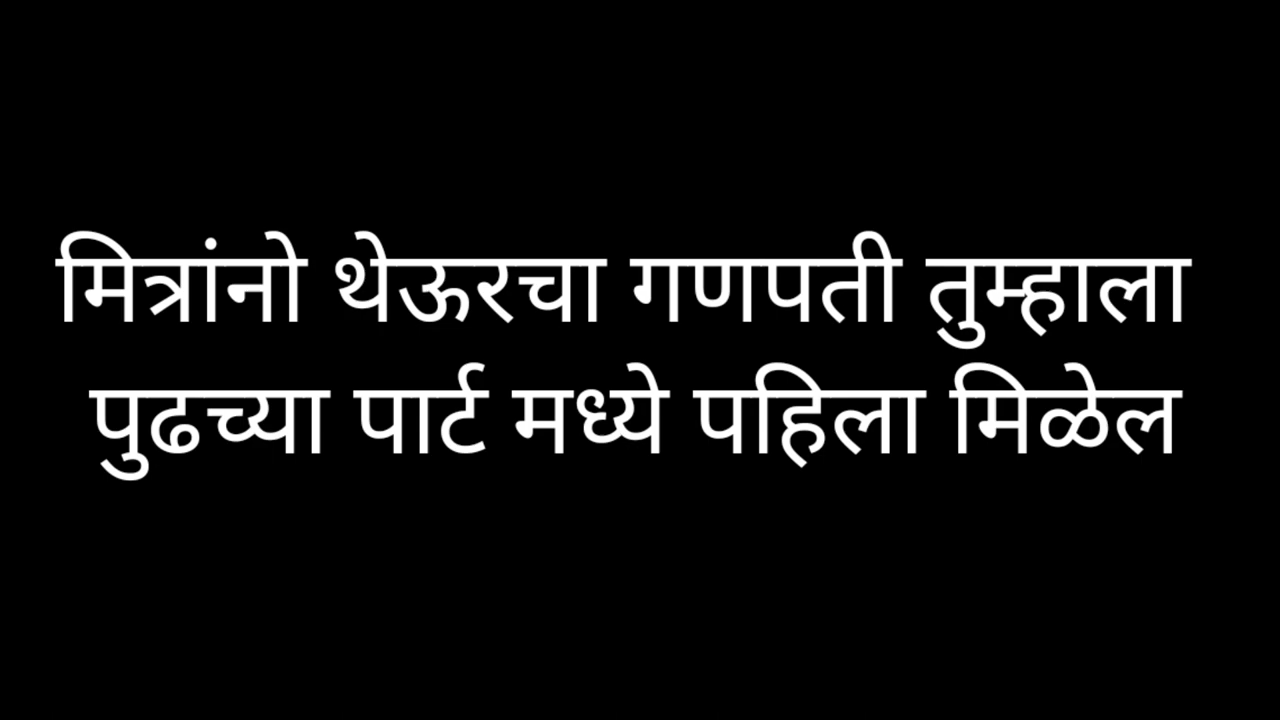 मित्रांनो थेऊरचा गणपती तुम्हाला
पुढच्या पार्ट मध्ये पहिला मिळेल